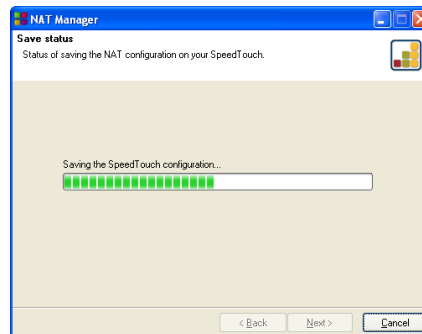 NAT Manager
Save status
Status of saving the NAT configuration on your SpeedTouch.
Saving the SpeedTouch configuration...
< Back
Next >
Cancel